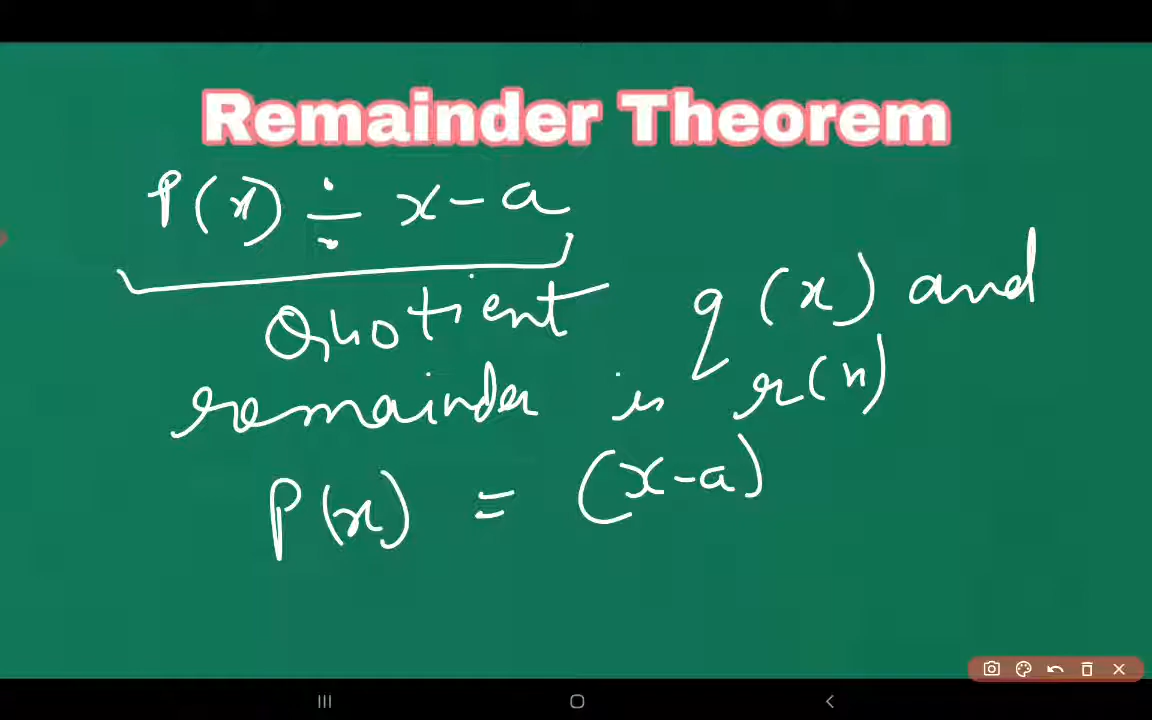 Remainder Theorem
P(x) ÷ x-a
Quotient q(x) and
remainder is r(x)
P(x) = (x-a)